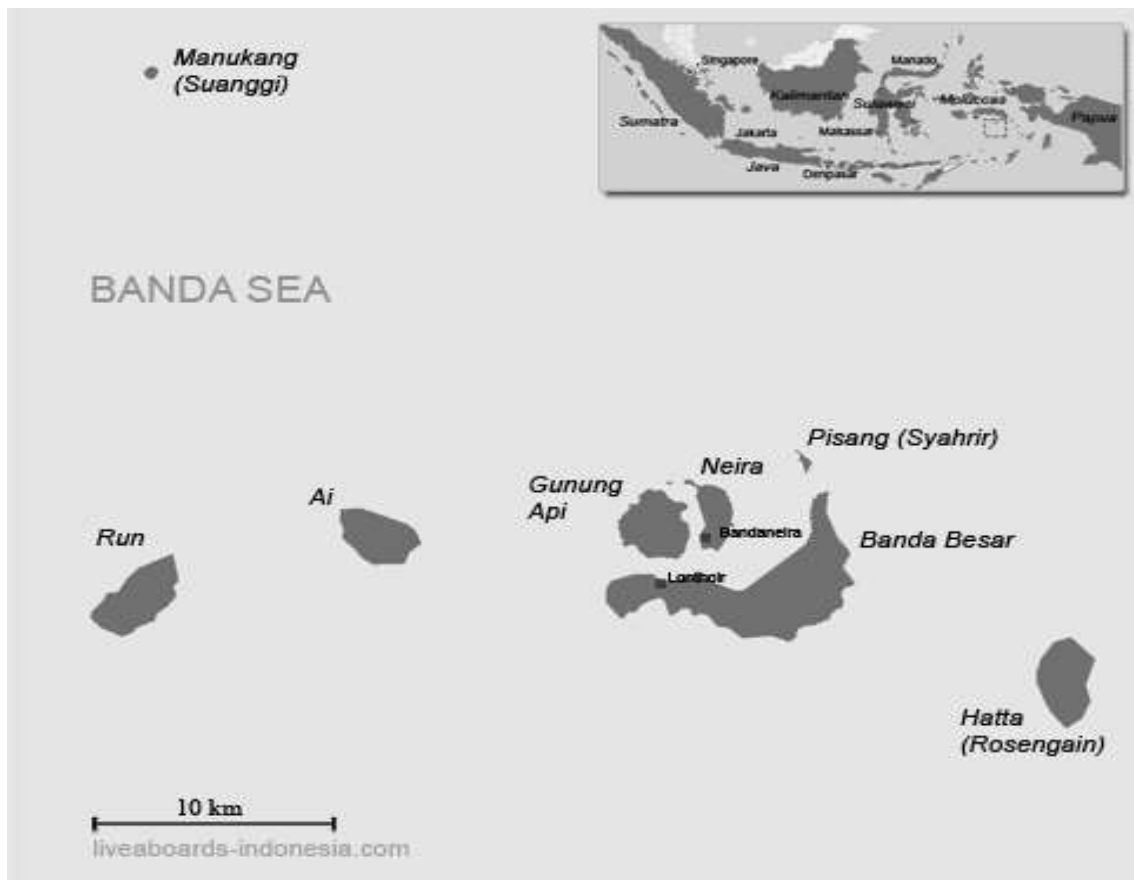 Manukang
(Suanggi)
Singapore
Manado
Kalimantan
Sulawesi
Moluccas
Sumatra
Papua
Jakarta
Makassar
Java
Denpasar
BANDA SEA
Pisang (Syahrir)
Neira
Gunung
Api
Ai
Run
Bandaneira
Banda Besar
Lonthoir
Hatta
(Rosengain)
10 km
liveaboards-indonesia.com